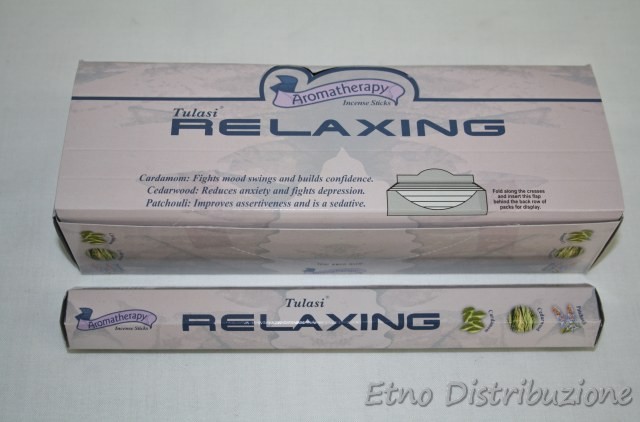 Aromatherapy
Incense Sticks
Tulasi®
RELAXING
Cardamom: Fights mood swings and builds confidence.
Cedarwood: Reduces anxiety and fights depression.
Patchouli: Improves assertiveness and is a sedative.
Fold along the creases
and insert this flap
behind the back row of
packs for display.
Aromatherapy
Incense Sticks
Tulasi®
RELAXING
Etno Distribuzione